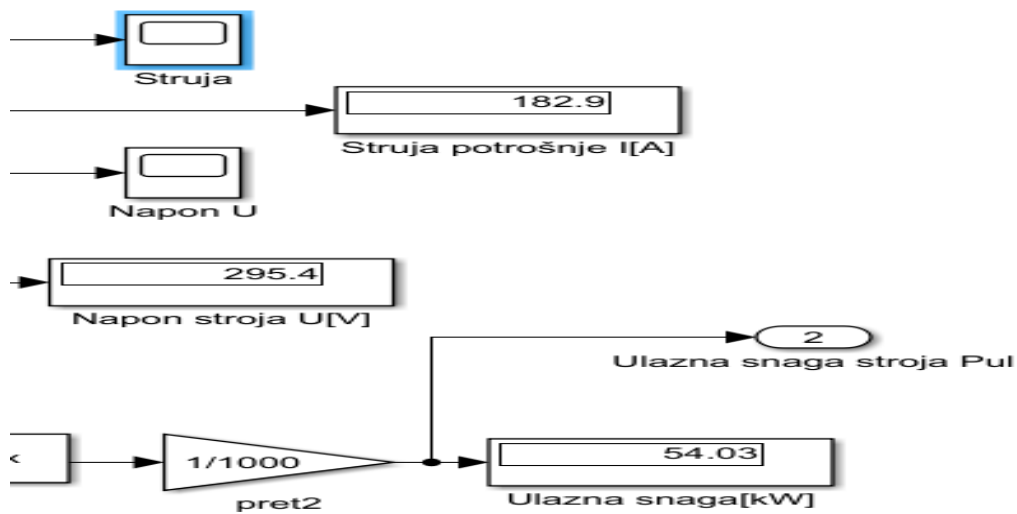 Struja
182.9
Struja potrošnje I[A]
Napon U
295.4
Napon stroja U[V]
2
Ulazna snaga stroja Pul
1/1000
pret2
54.03
Ulazna snaga[kW]